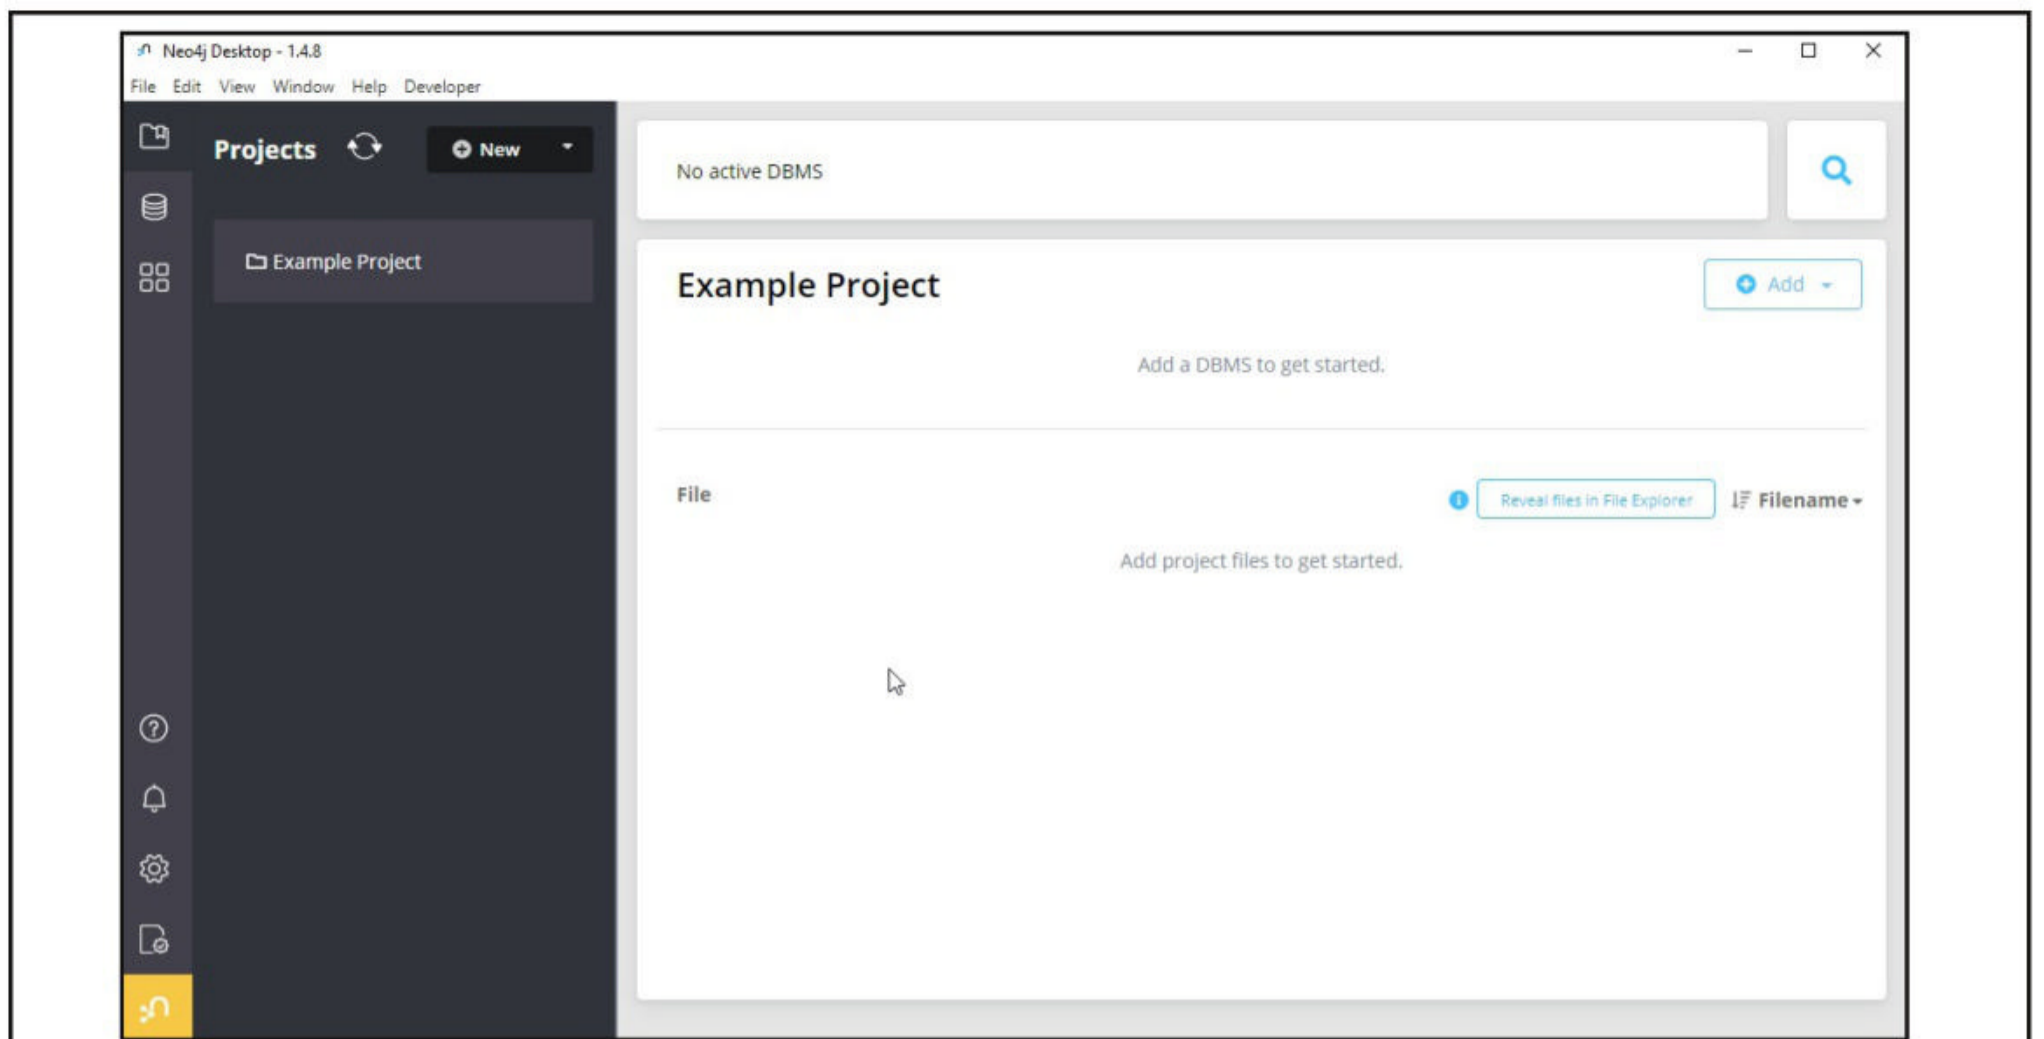 Neo4j Desktop - 1.4.8
File Edit View Window Help Developer
Projects
New
No active DBMS
Example Project
Example Project
Add
Add a DBMS to get started.
File
Reveal files in File Explorer
Filename
Add project files to get started.